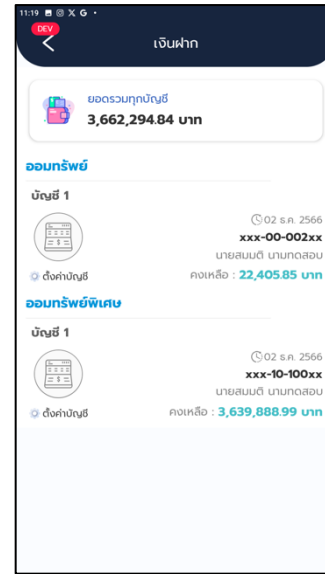 11:19 X G •
DEV
เงินฝาก
ยอดรวมทุกบัญชี
3,662,294.84 บาท
ออมทรัพย์
บัญชี 1
02 ธ.ค. 2566
xxx-00-002xx
นายสมมติ นามทดสอบ
ตั้งค่าบัญชี คงเหลือ : 22,405.85 บาท
ออมทรัพย์พิเศษ
บัญชี 1
02 ธ.ค. 2566
xxx-10-100xx
นายสมมติ นามทดสอบ
ตั้งค่าบัญชี คงเหลือ : 3,639,888.99 บาท